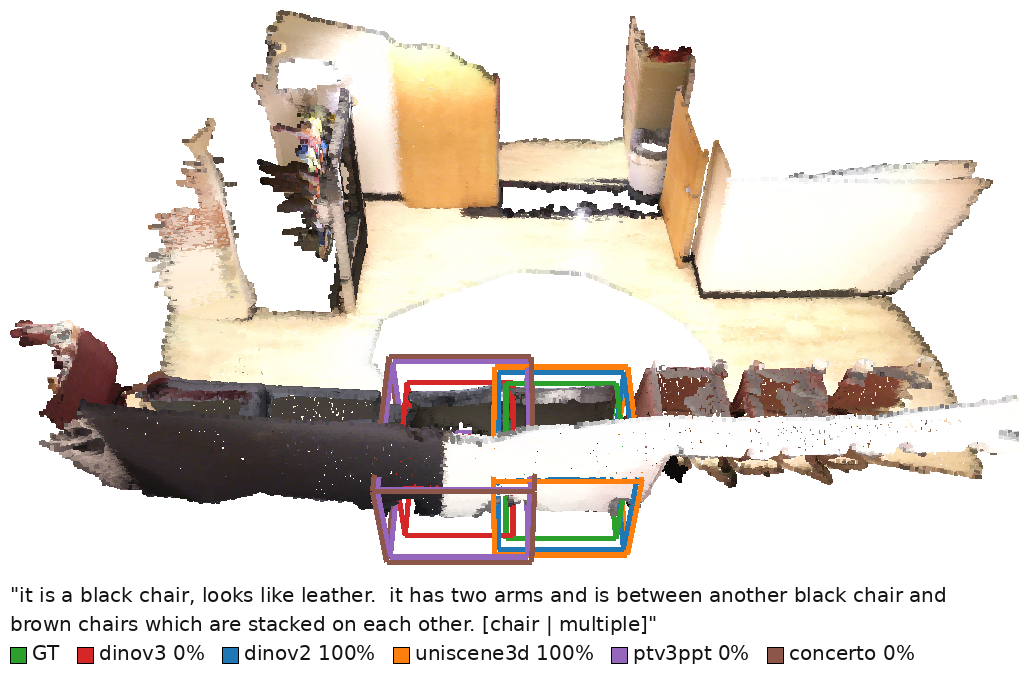 "it is a black chair, looks like leather.  it has two arms and is between another black chair and
brown chairs which are stacked on each other. [chair | multiple]"
GT dinov3 0% dinov2 100% uniscene3d 100% ptv3ppt 0% concerto 0%